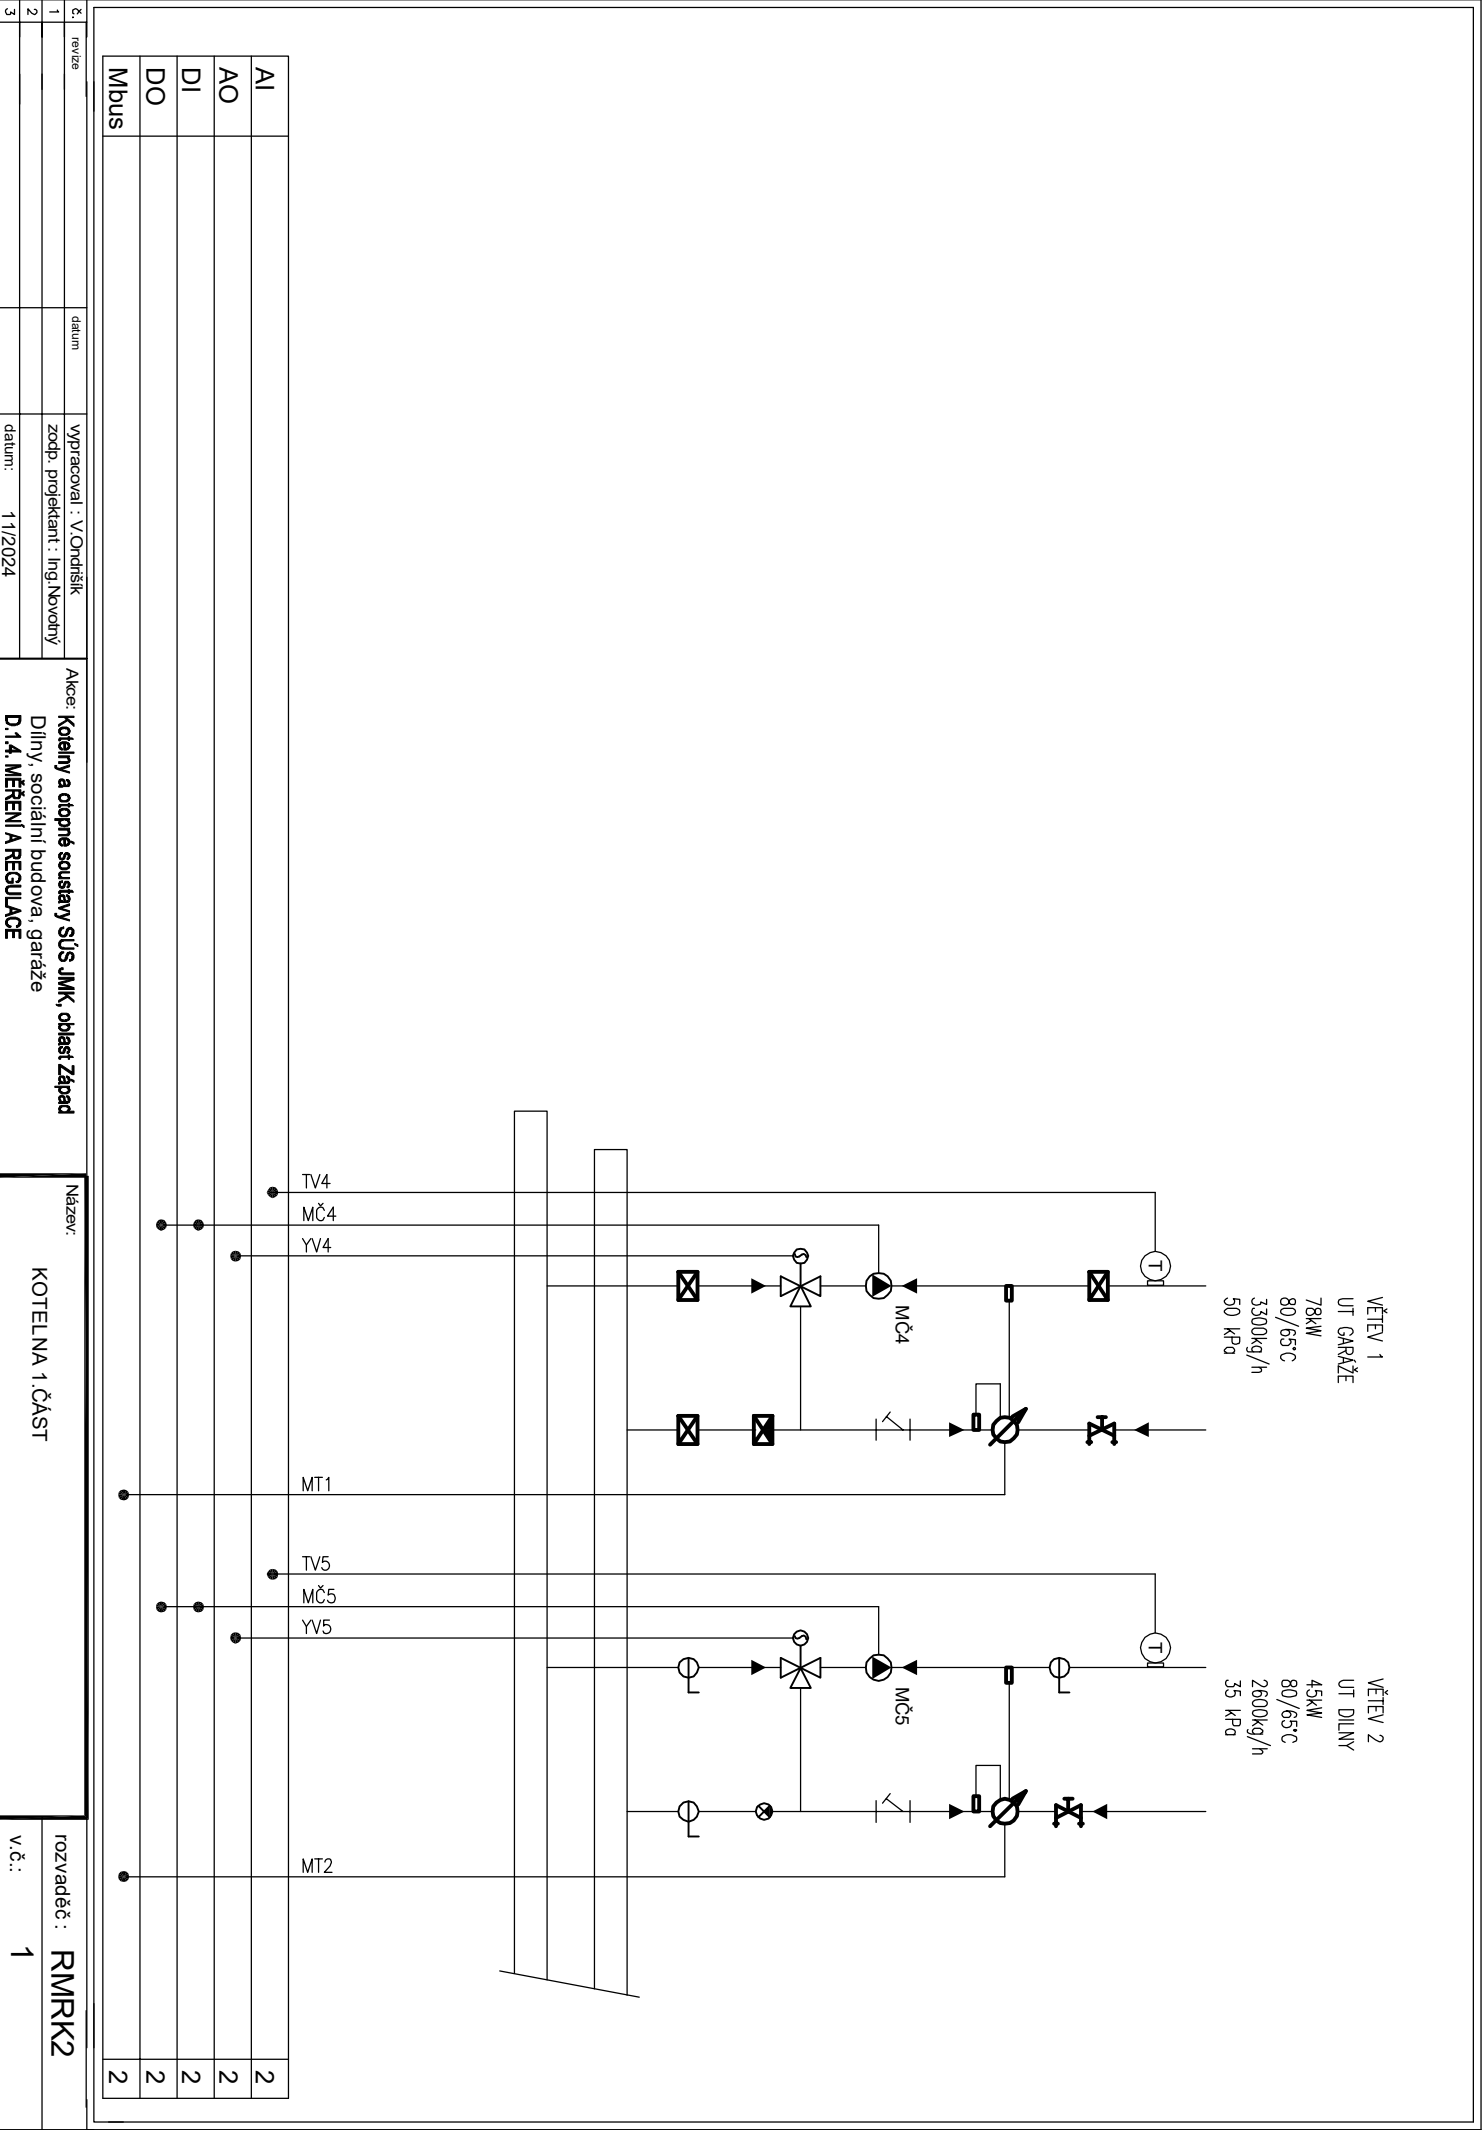 VĚTEV 1
UT GARÁŽE
78kW
80/65°C
3300kg/h
50 kPa
VĚTEV 2
UT DILNY
45kW
80/65°C
2600kg/h
35 kPa
T
T
MČ4
MČ5
TV4
MČ4
YV4
MT1
TV5
MČ5
YV5
MT2
AI 2
AO 2
DI 2
DO 2
Mbus 2
č. revize datum
1
2
3
vypracoval : V.Ondrišík
zodp. projektant : Ing.Novotný
datum: 11/2024
Akce: Kotelny a otopné soustavy SÚS JMK, oblast Západ
Dílny, sociální budova, garáže
D.1.4. MĚŘENÍ A REGULACE
Název:
KOTELNA 1.ČÁST
rozvaděč : RMRK2
v.č.: 1